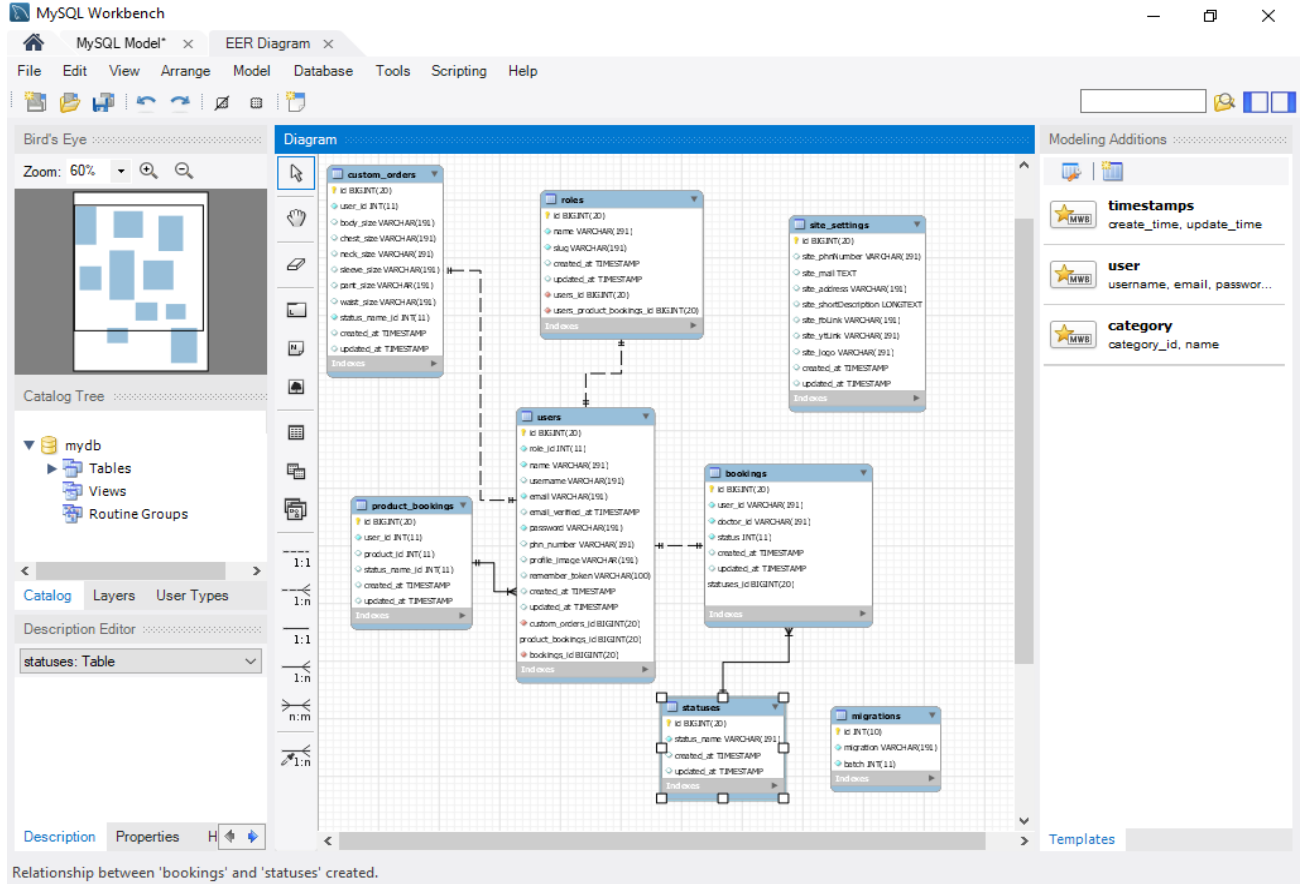 MySQL Workbench
MySQL Model*
EER Diagram
File Edit View Arrange Model Database Tools Scripting Help
Bird's Eye
Zoom: 60%
Catalog Tree
mydb
Tables
Views
Routine Groups
Catalog Layers User Types
Description Editor
statuses: Table
Description Properties H
Diagram
1:1
1:n
1:1
1:n
n:m
1:n
custom_orders
id BIGINT(20)
user_id INT(11)
body_size VARCHAR(191)
chest_size VARCHAR(191)
neck_size VARCHAR(191)
sleeve_size VARCHAR(191)
pant_size VARCHAR(191)
waist_size VARCHAR(191)
status_name_id INT(11)
created_at TIMESTAMP
updated_at TIMESTAMP
Indexes
roles
id BIGINT(20)
name VARCHAR(191)
slug VARCHAR(191)
created_at TIMESTAMP
updated_at TIMESTAMP
users_id BIGINT(20)
users_product_bookings_id BIGINT(20)
Indexes
site_settings
id BIGINT(20)
site_phnNumber VARCHAR(191)
site_mail TEXT
site_address VARCHAR(191)
site_shortDescription LONGTEXT
site_fbLink VARCHAR(191)
site_ytLink VARCHAR(191)
site_logo VARCHAR(191)
created_at TIMESTAMP
updated_at TIMESTAMP
Indexes
users
id BIGINT(20)
role_id INT(11)
name VARCHAR(191)
username VARCHAR(191)
email VARCHAR(191)
email_verified_at TIMESTAMP
password VARCHAR(191)
phn_number VARCHAR(191)
profile_image VARCHAR(191)
remember_token VARCHAR(100)
created_at TIMESTAMP
updated_at TIMESTAMP
custom_orders_id BIGINT(20)
product_bookings_id BIGINT(20)
bookings_id BIGINT(20)
Indexes
product_bookings
id BIGINT(20)
user_id INT(11)
product_id INT(11)
status_name_id INT(11)
created_at TIMESTAMP
updated_at TIMESTAMP
Indexes
bookings
id BIGINT(20)
user_id VARCHAR(191)
doctor_id VARCHAR(191)
status INT(11)
created_at TIMESTAMP
updated_at TIMESTAMP
statuses_id BIGINT(20)
Indexes
statuses
id BIGINT(20)
status_name VARCHAR(191)
created_at TIMESTAMP
updated_at TIMESTAMP
Indexes
migrations
id INT(10)
migration VARCHAR(191)
batch INT(11)
Indexes
Modeling Additions
MWB
timestamps
create_time, update_time
MWB
user
username, email, passwor...
MWB
category
category_id, name
Templates
Relationship between 'bookings' and 'statuses' created.